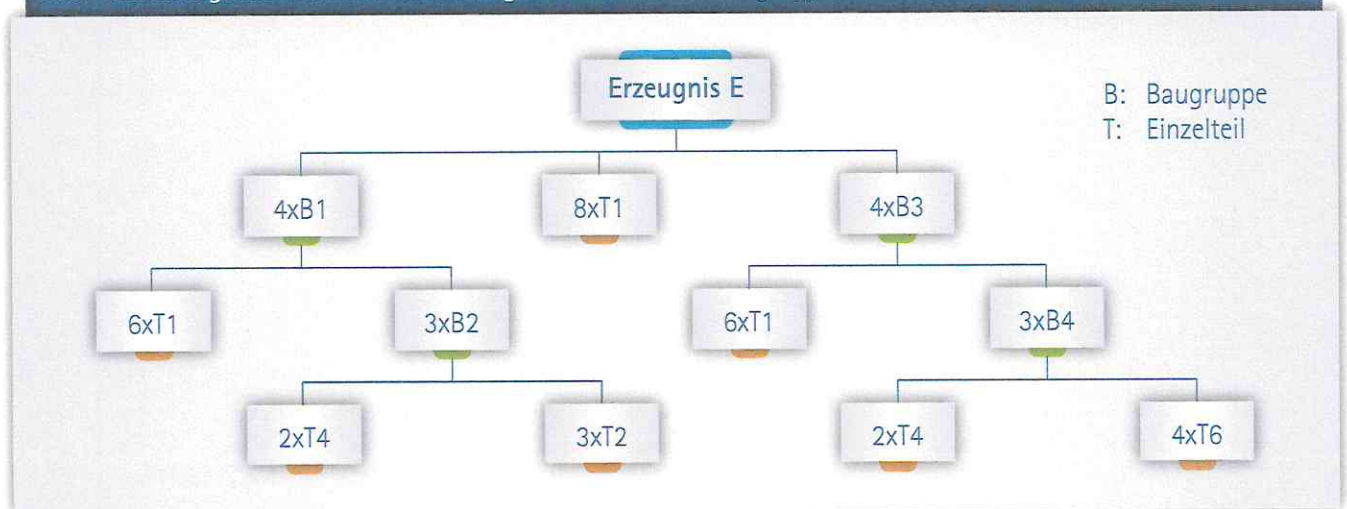 Erzeugnis E
B: Baugruppe
T: Einzelteil
4xB1
8xT1
4xB3
6xT1
3xB2
6xT1
3xB4
2xT4
3xT2
2xT4
4xT6